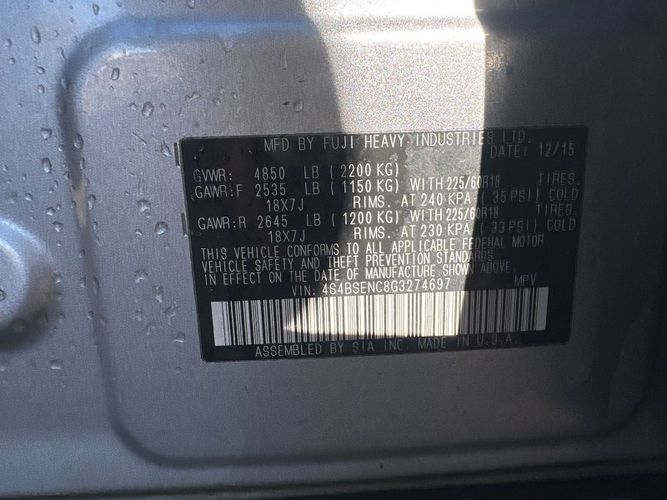 MFD BY FUJI HEAVY INDUSTRIES LTD.
DATE: 12/15
GVWR: 4850 LB (2200 KG)
GAWR:F 2535 LB (1150 KG) WITH 225/60R18 TIRES,
18X7J RIMS. AT 240 KPA (35 PSI) COLD
GAWR:R 2645 LB (1200 KG) WITH 225/60R18 TIRES,
18X7J RIMS. AT 230 KPA (33 PSI) COLD
THIS VEHICLE CONFORMS TO ALL APPLICABLE FEDERAL MOTOR
VEHICLE SAFETY AND THEFT PREVENTION STANDARDS
IN EFFECT ON THE DATE OF MANUFACTURE SHOWN ABOVE.
VIN: 4S4BSENC8G3274697 MPV
ASSEMBLED BY SIA INC. MADE IN U.S.A.